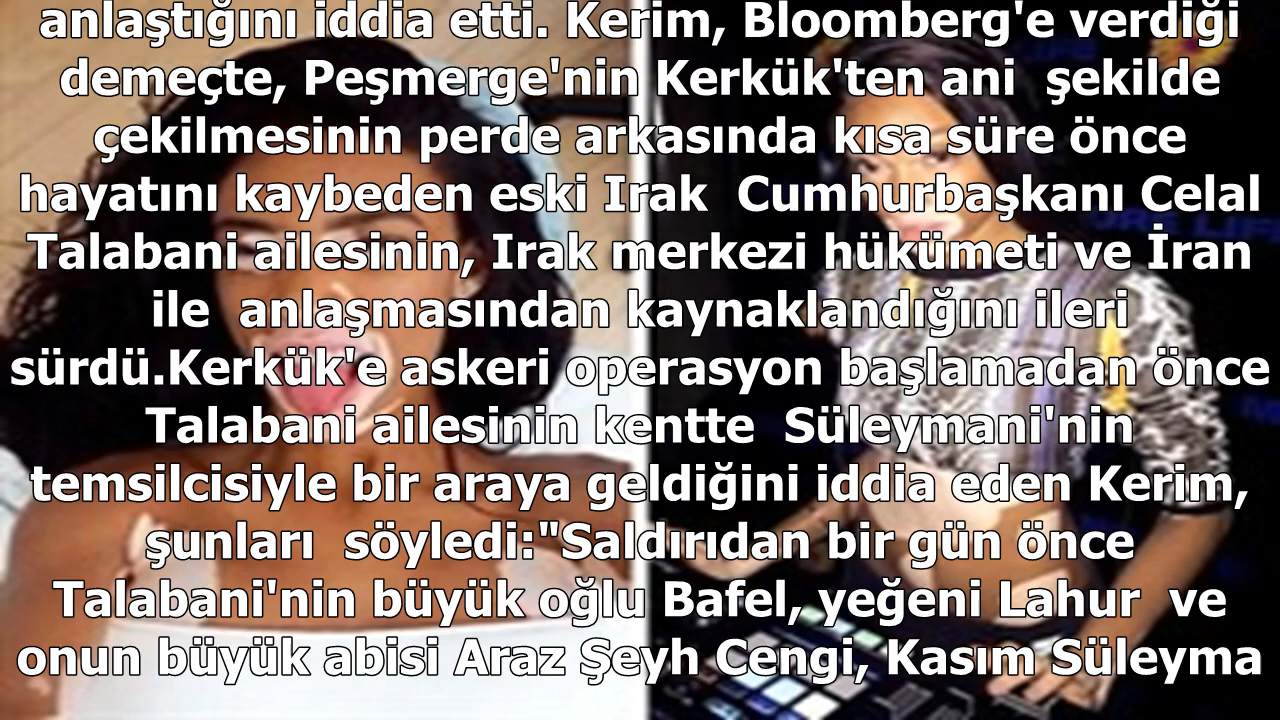 anlaştığını iddia etti. Kerim, Bloomberg'e verdiği
demeçte, Peşmerge'nin Kerkük'ten ani  şekilde
çekilmesinin perde arkasında kısa süre önce
hayatını kaybeden eski Irak  Cumhurbaşkanı Celal
Talabani ailesinin, Irak merkezi hükümeti ve İran
ile  anlaşmasından kaynaklandığını ileri
sürdü.Kerkük'e askeri operasyon başlamadan önce
Talabani ailesinin kentte  Süleymani'nin
temsilcisiyle bir araya geldiğini iddia eden Kerim,
şunları  söyledi:"Saldırıdan bir gün önce
Talabani'nin büyük oğlu Bafel, yeğeni Lahur  ve
onun büyük abisi Araz Şeyh Cengi, Kasım Süleyma